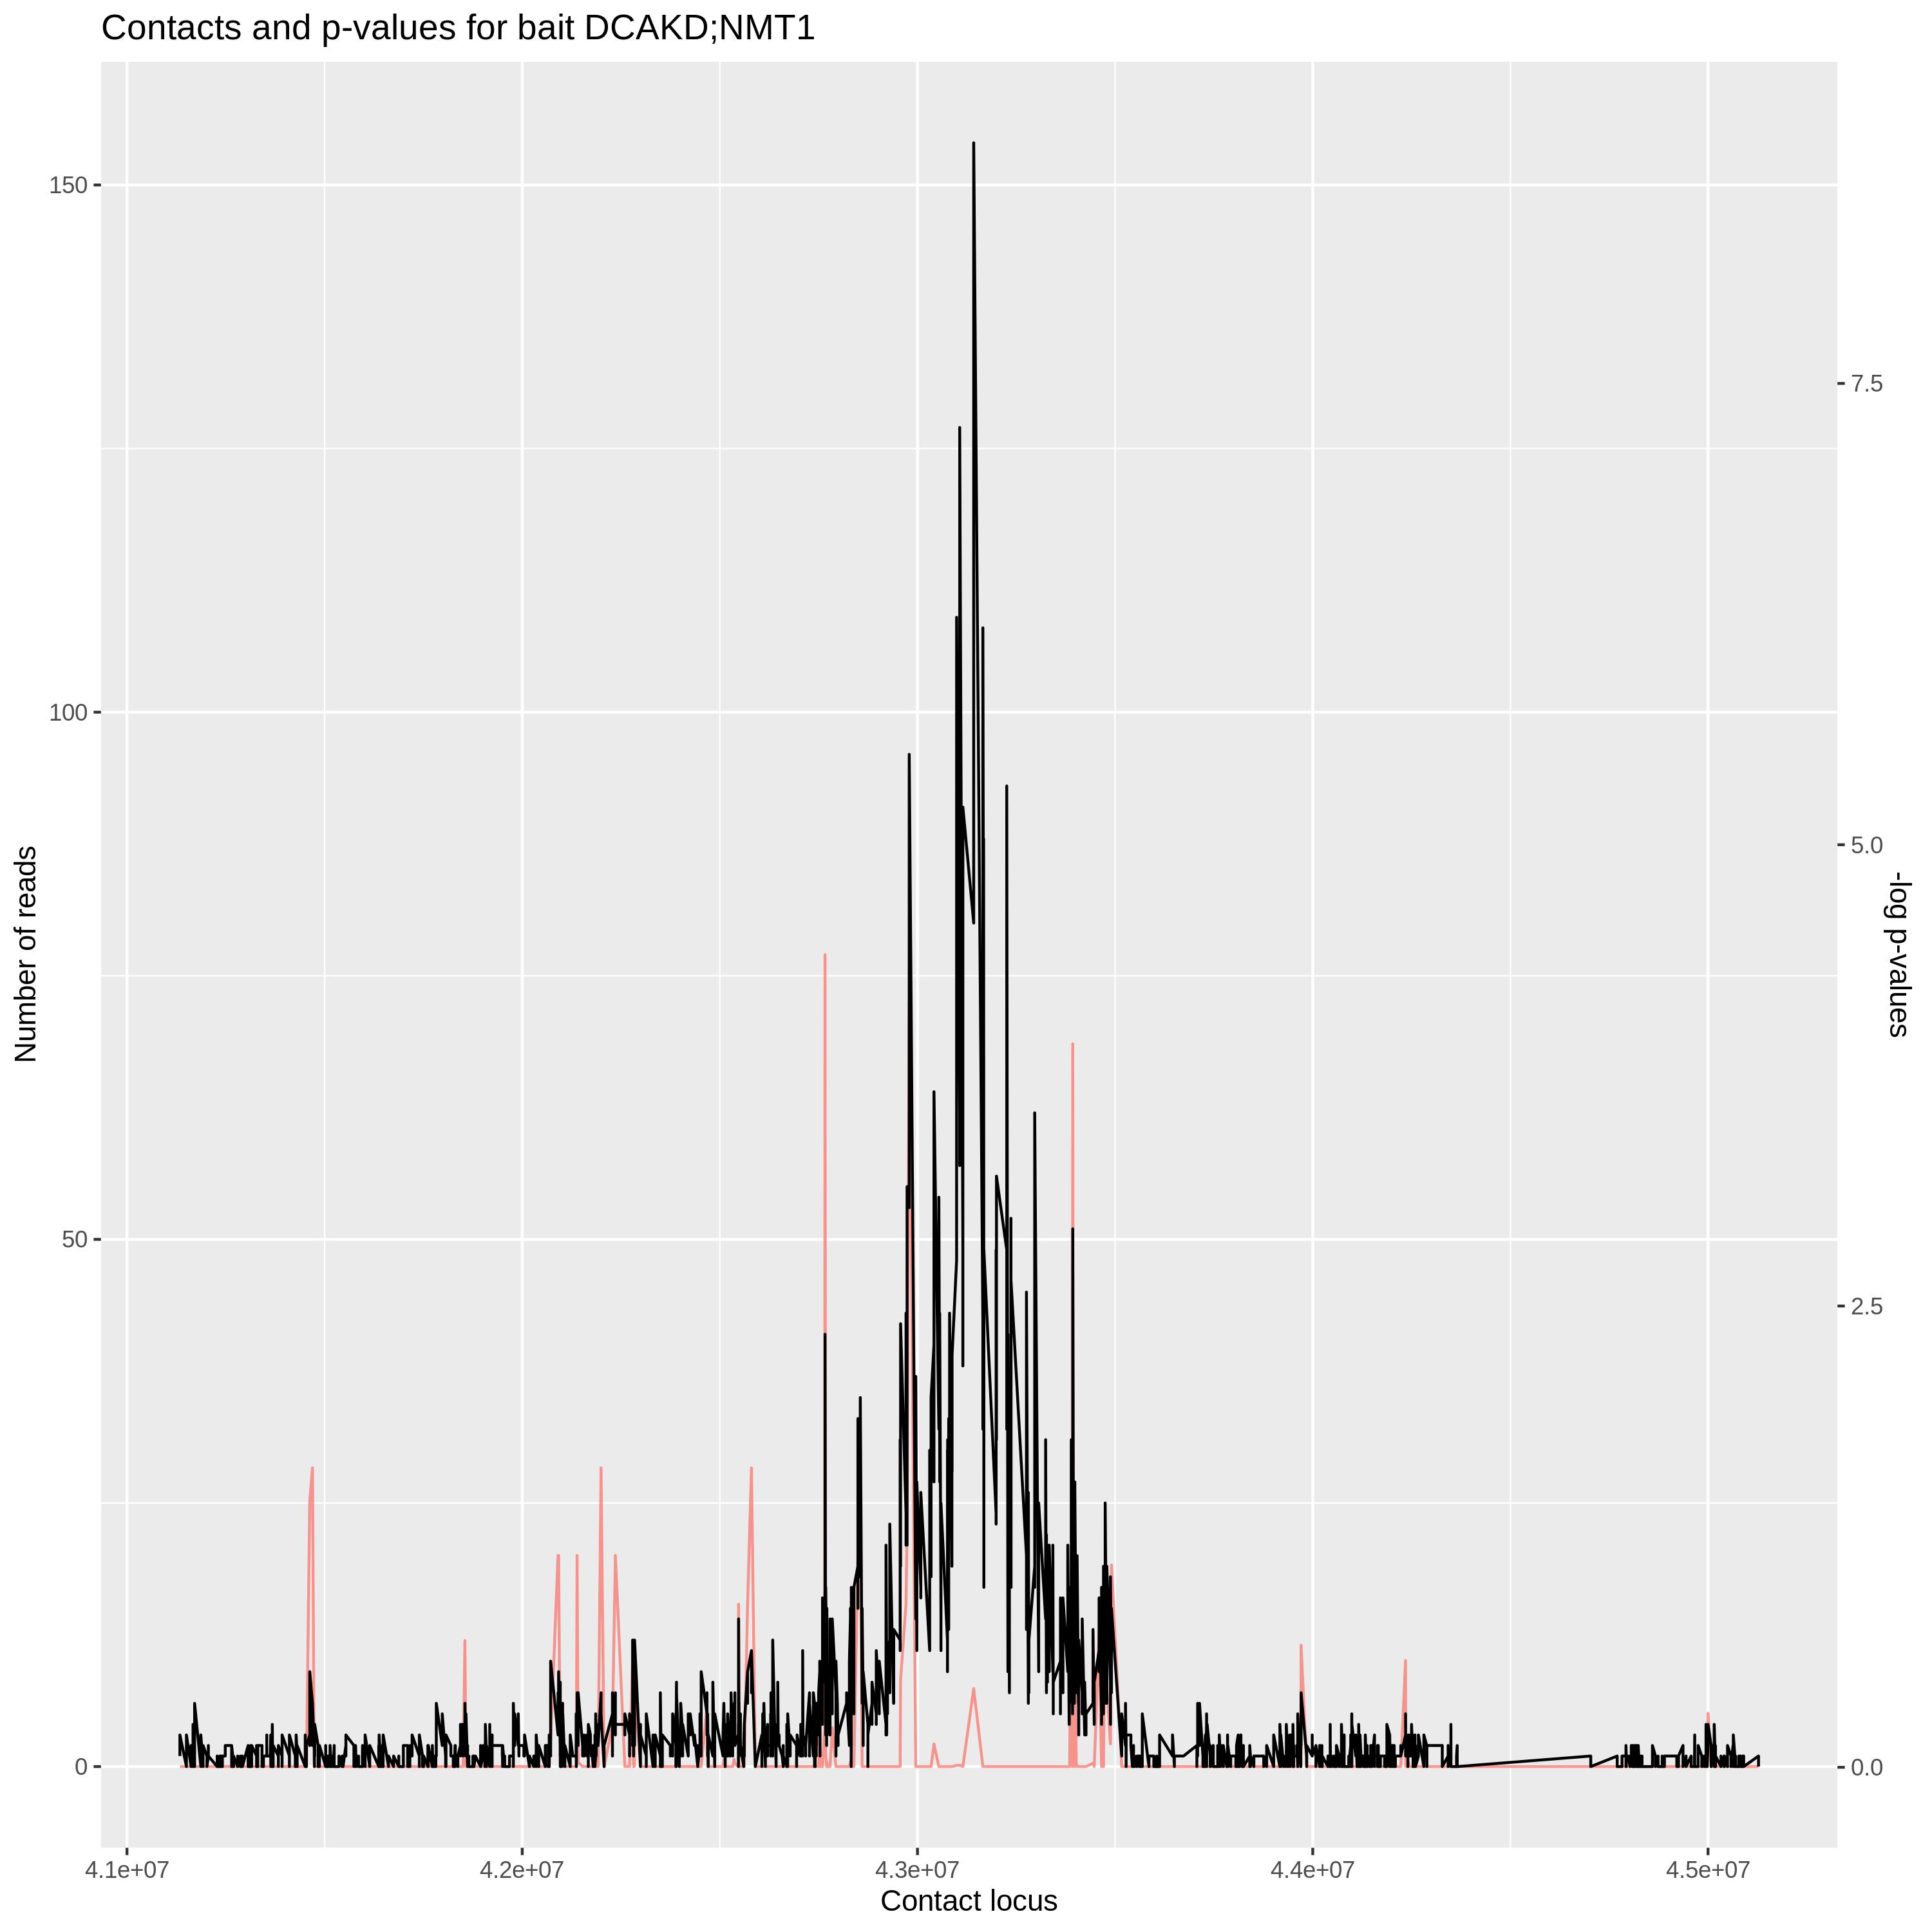 Contacts and p-values for bait DCAKD;NMT1
150
100
50
0
Number of reads
7.5
5.0
2.5
0.0
-log p-values
4.1e+07
4.2e+07
4.3e+07
4.4e+07
4.5e+07
Contact locus